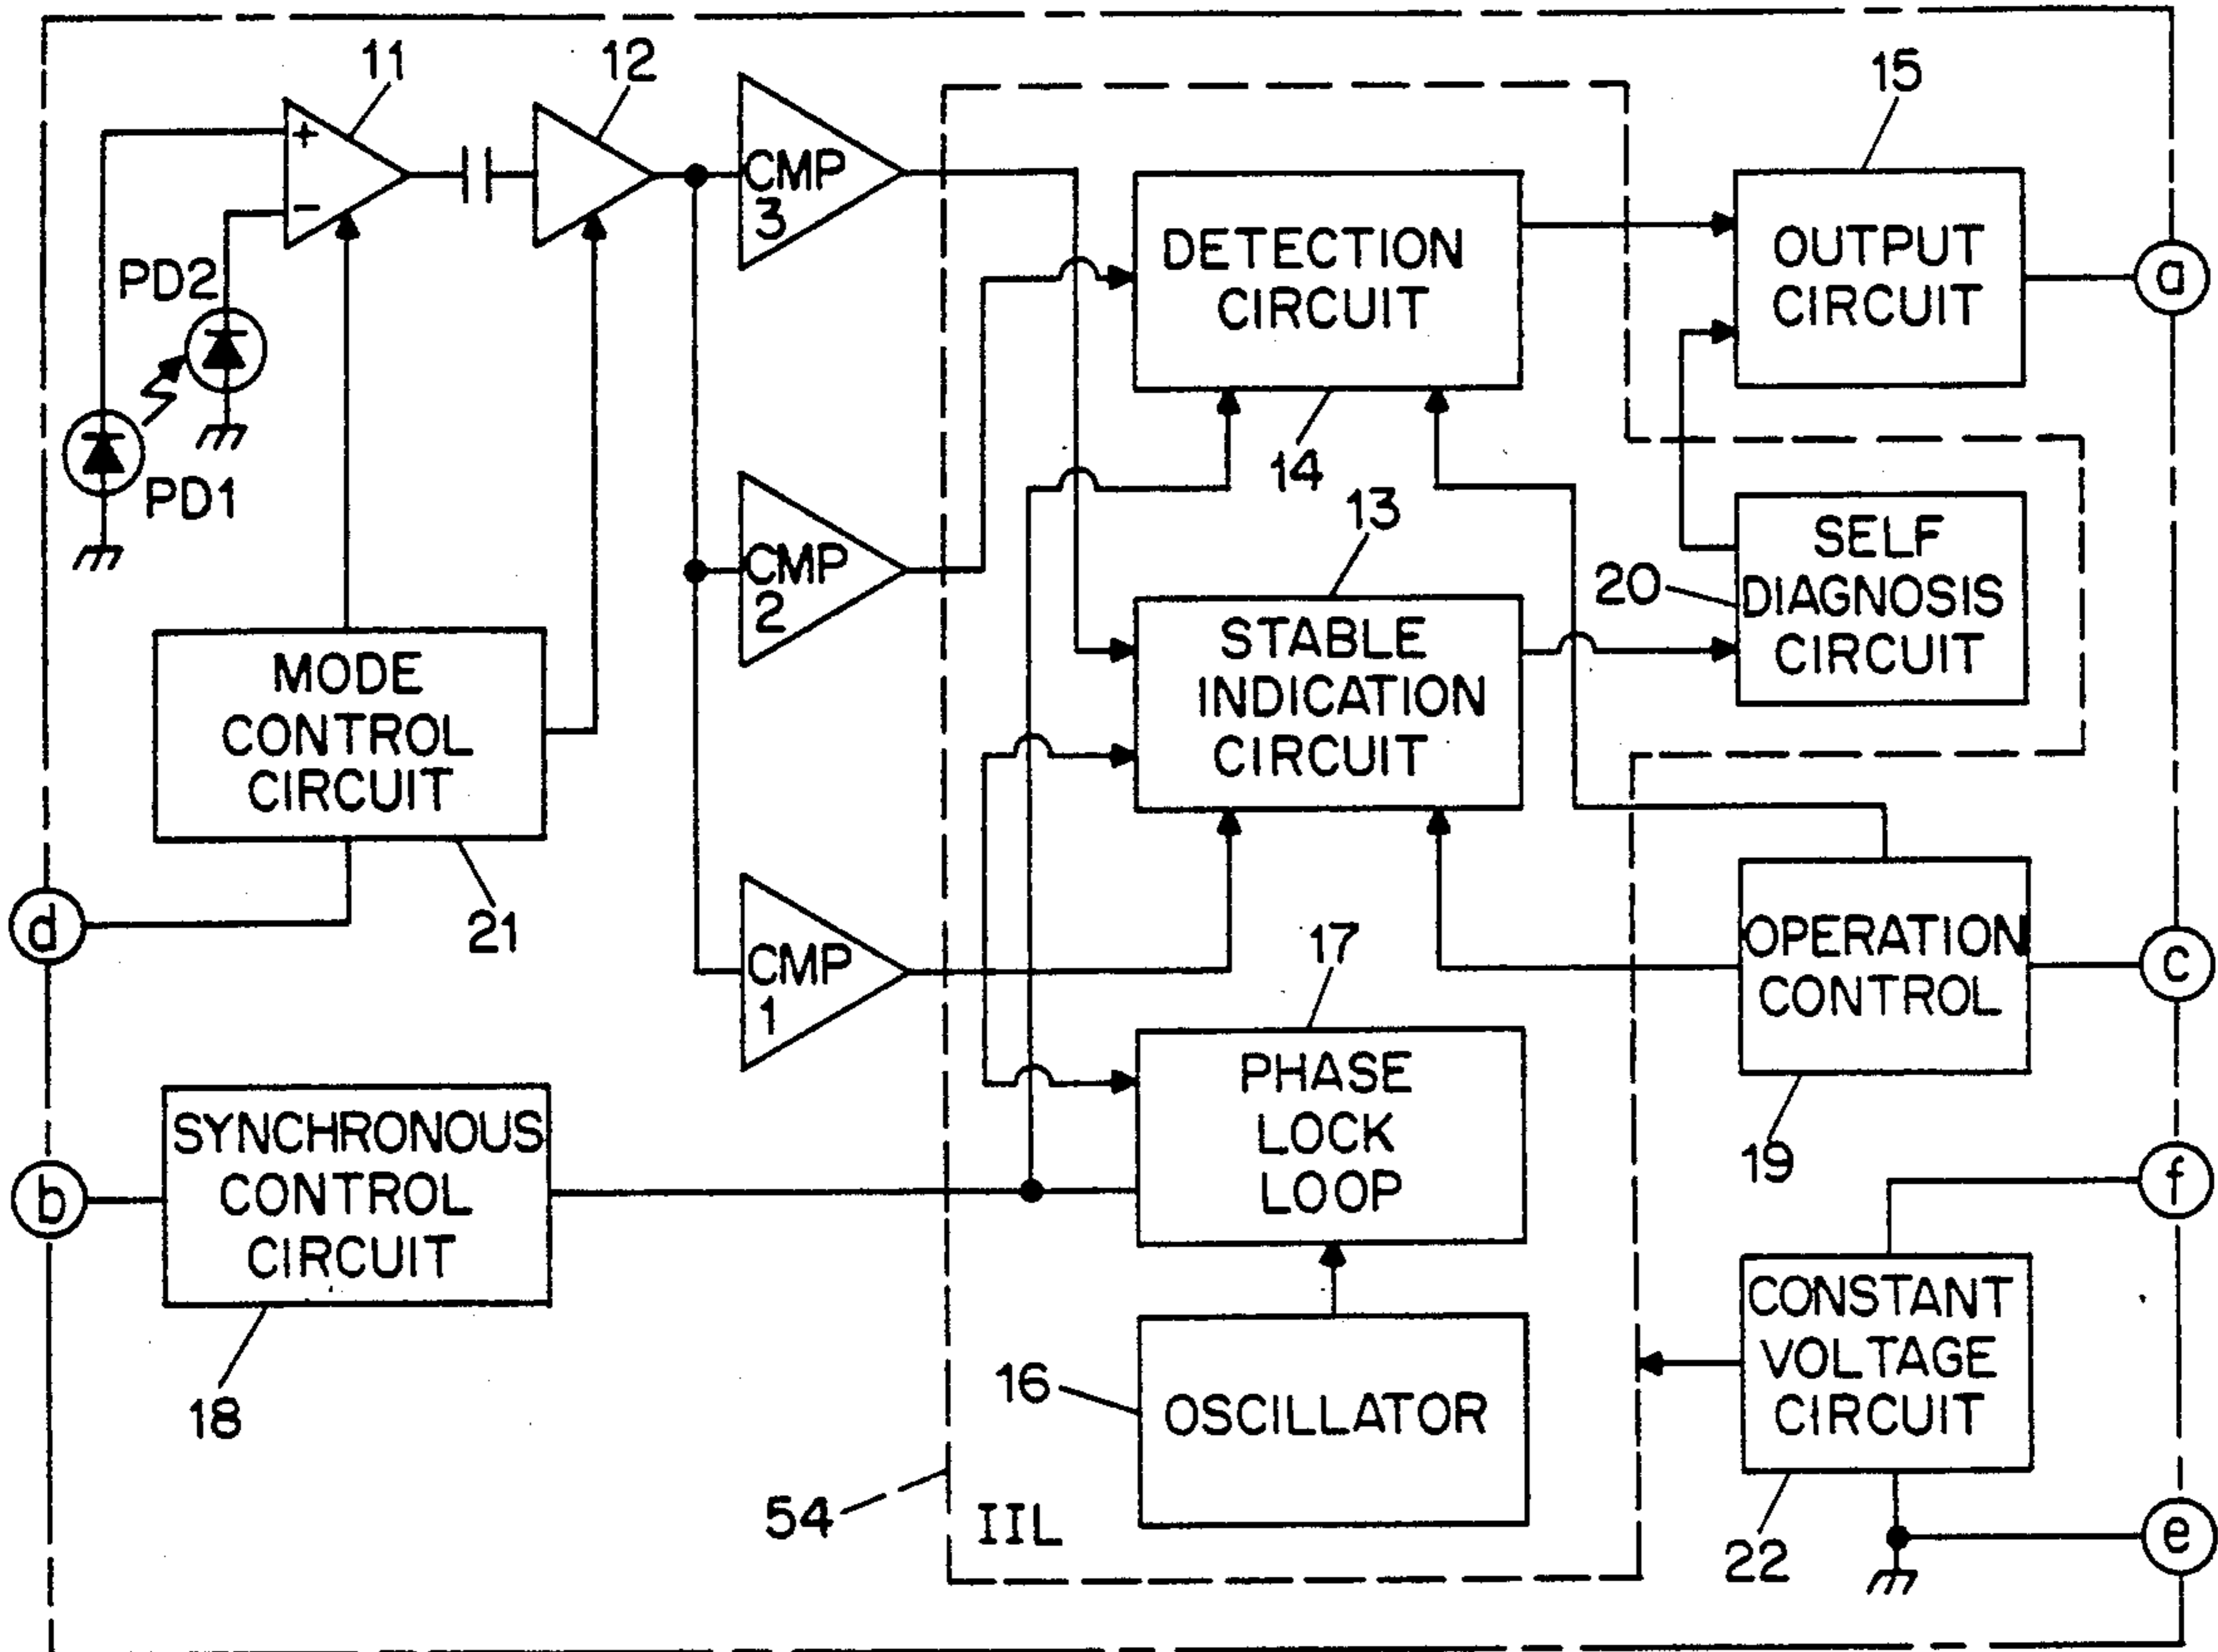 11
12
15
+
-
CMP
3
DETECTION
CIRCUIT
OUTPUT
CIRCUIT
a
PD2
PD1
14
13
CMP
2
SELF
DIAGNOSIS
CIRCUIT
20
STABLE
INDICATION
CIRCUIT
MODE
CONTROL
CIRCUIT
d
21
CMP
1
17
OPERATION
CONTROL
c
PHASE
LOCK
LOOP
19
SYNCHRONOUS
CONTROL
CIRCUIT
b
f
18
16
OSCILLATOR
CONSTANT
VOLTAGE
CIRCUIT
54
IIL
22
e